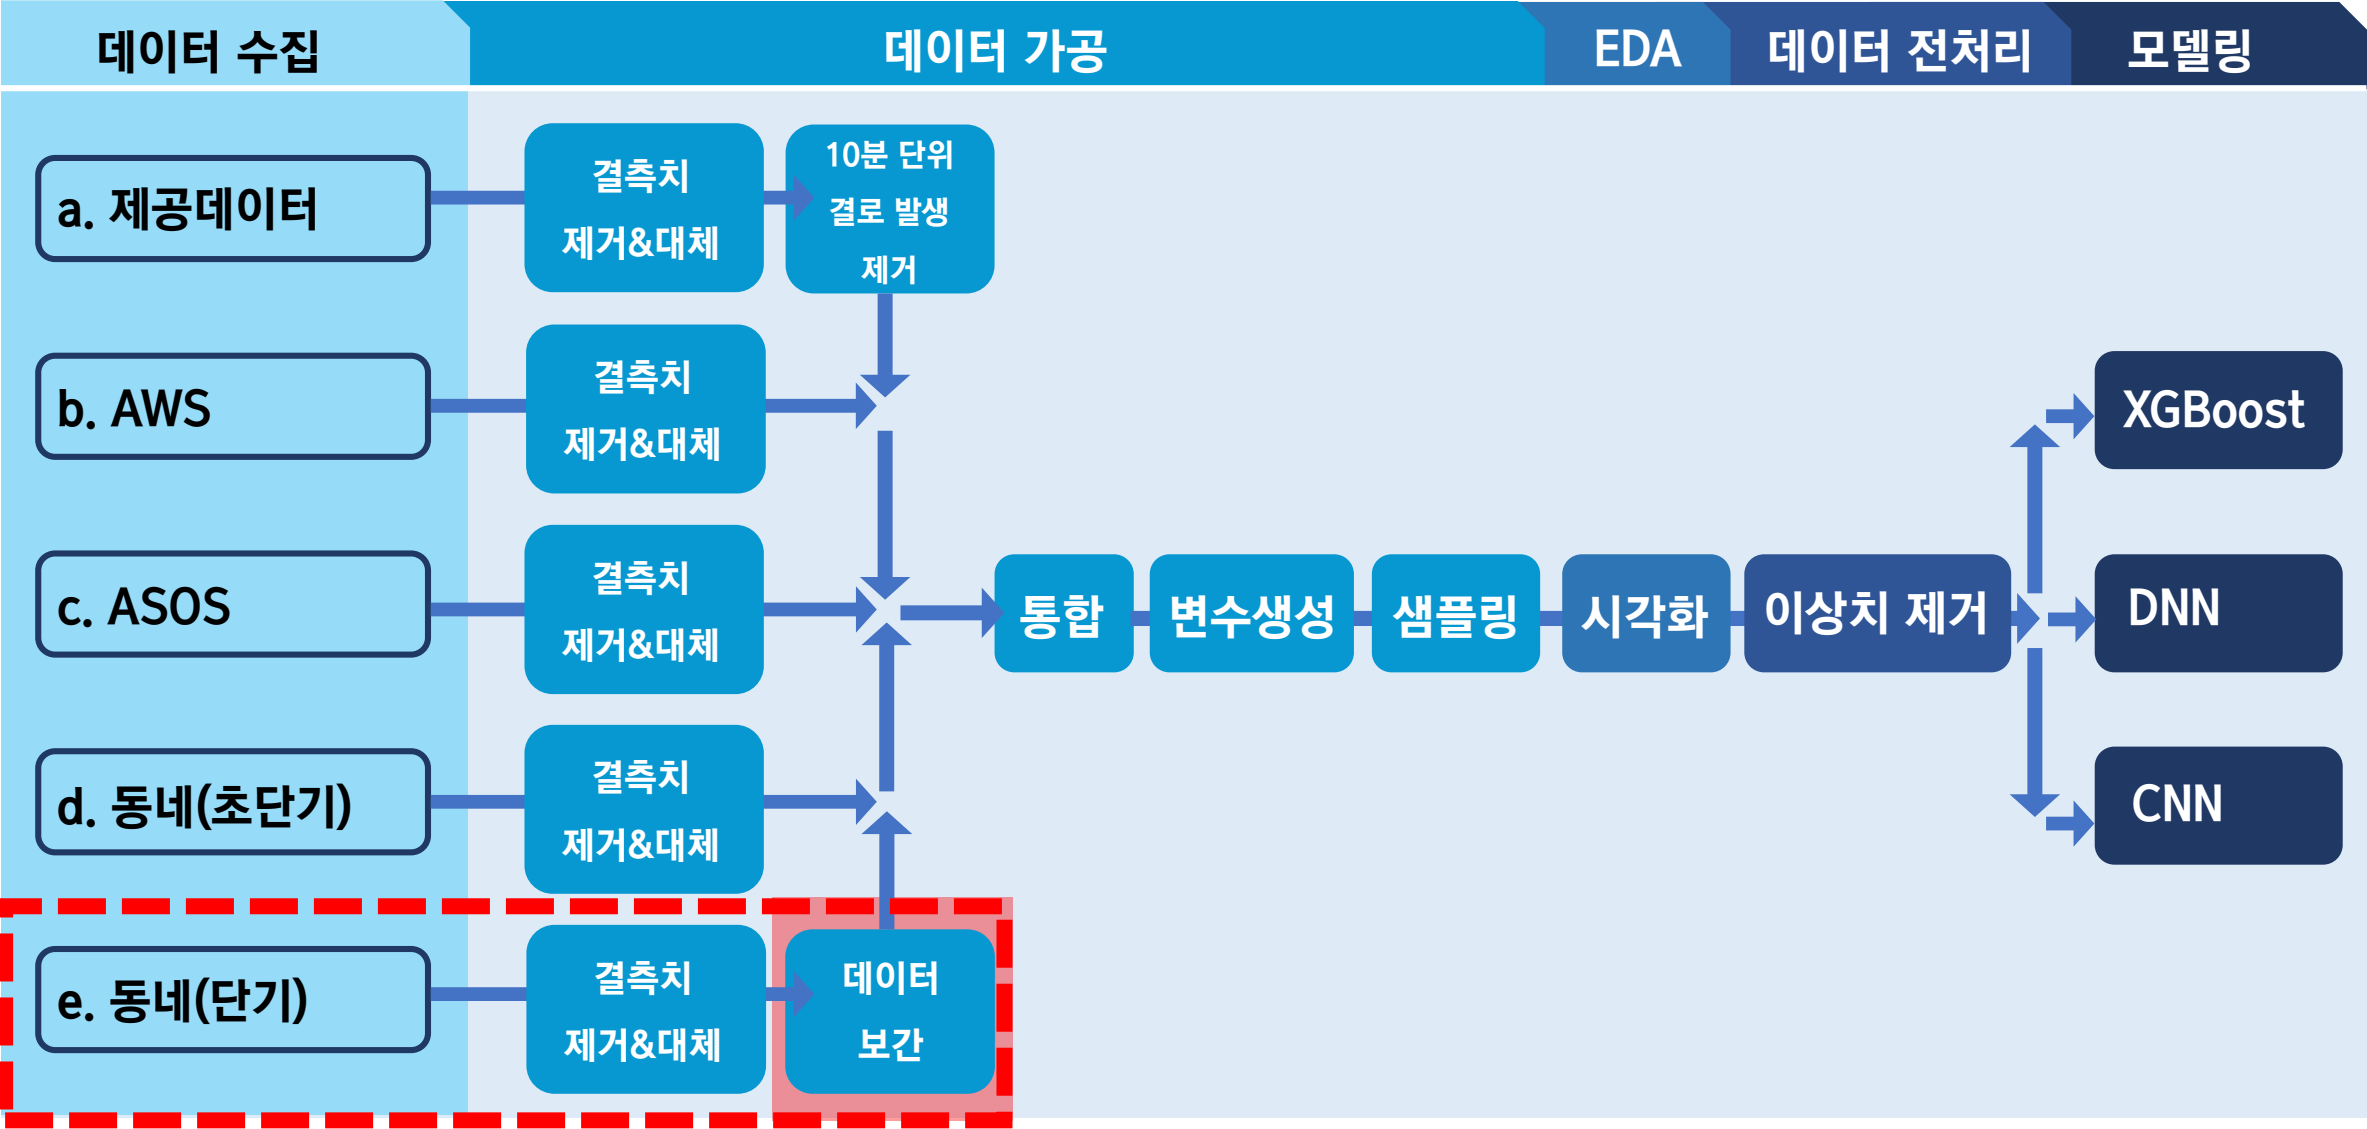 데이터 수집
데이터 가공
EDA
데이터 전처리
모델링
a. 제공데이터
결측치
제거&대체
10분 단위
결로 발생
제거
b. AWS
결측치
제거&대체
c. ASOS
결측치
제거&대체
d. 동네(초단기)
결측치
제거&대체
e. 동네(단기)
결측치
제거&대체
데이터
보간
통합
변수생성
샘플링
시각화
이상치 제거
XGBoost
DNN
CNN